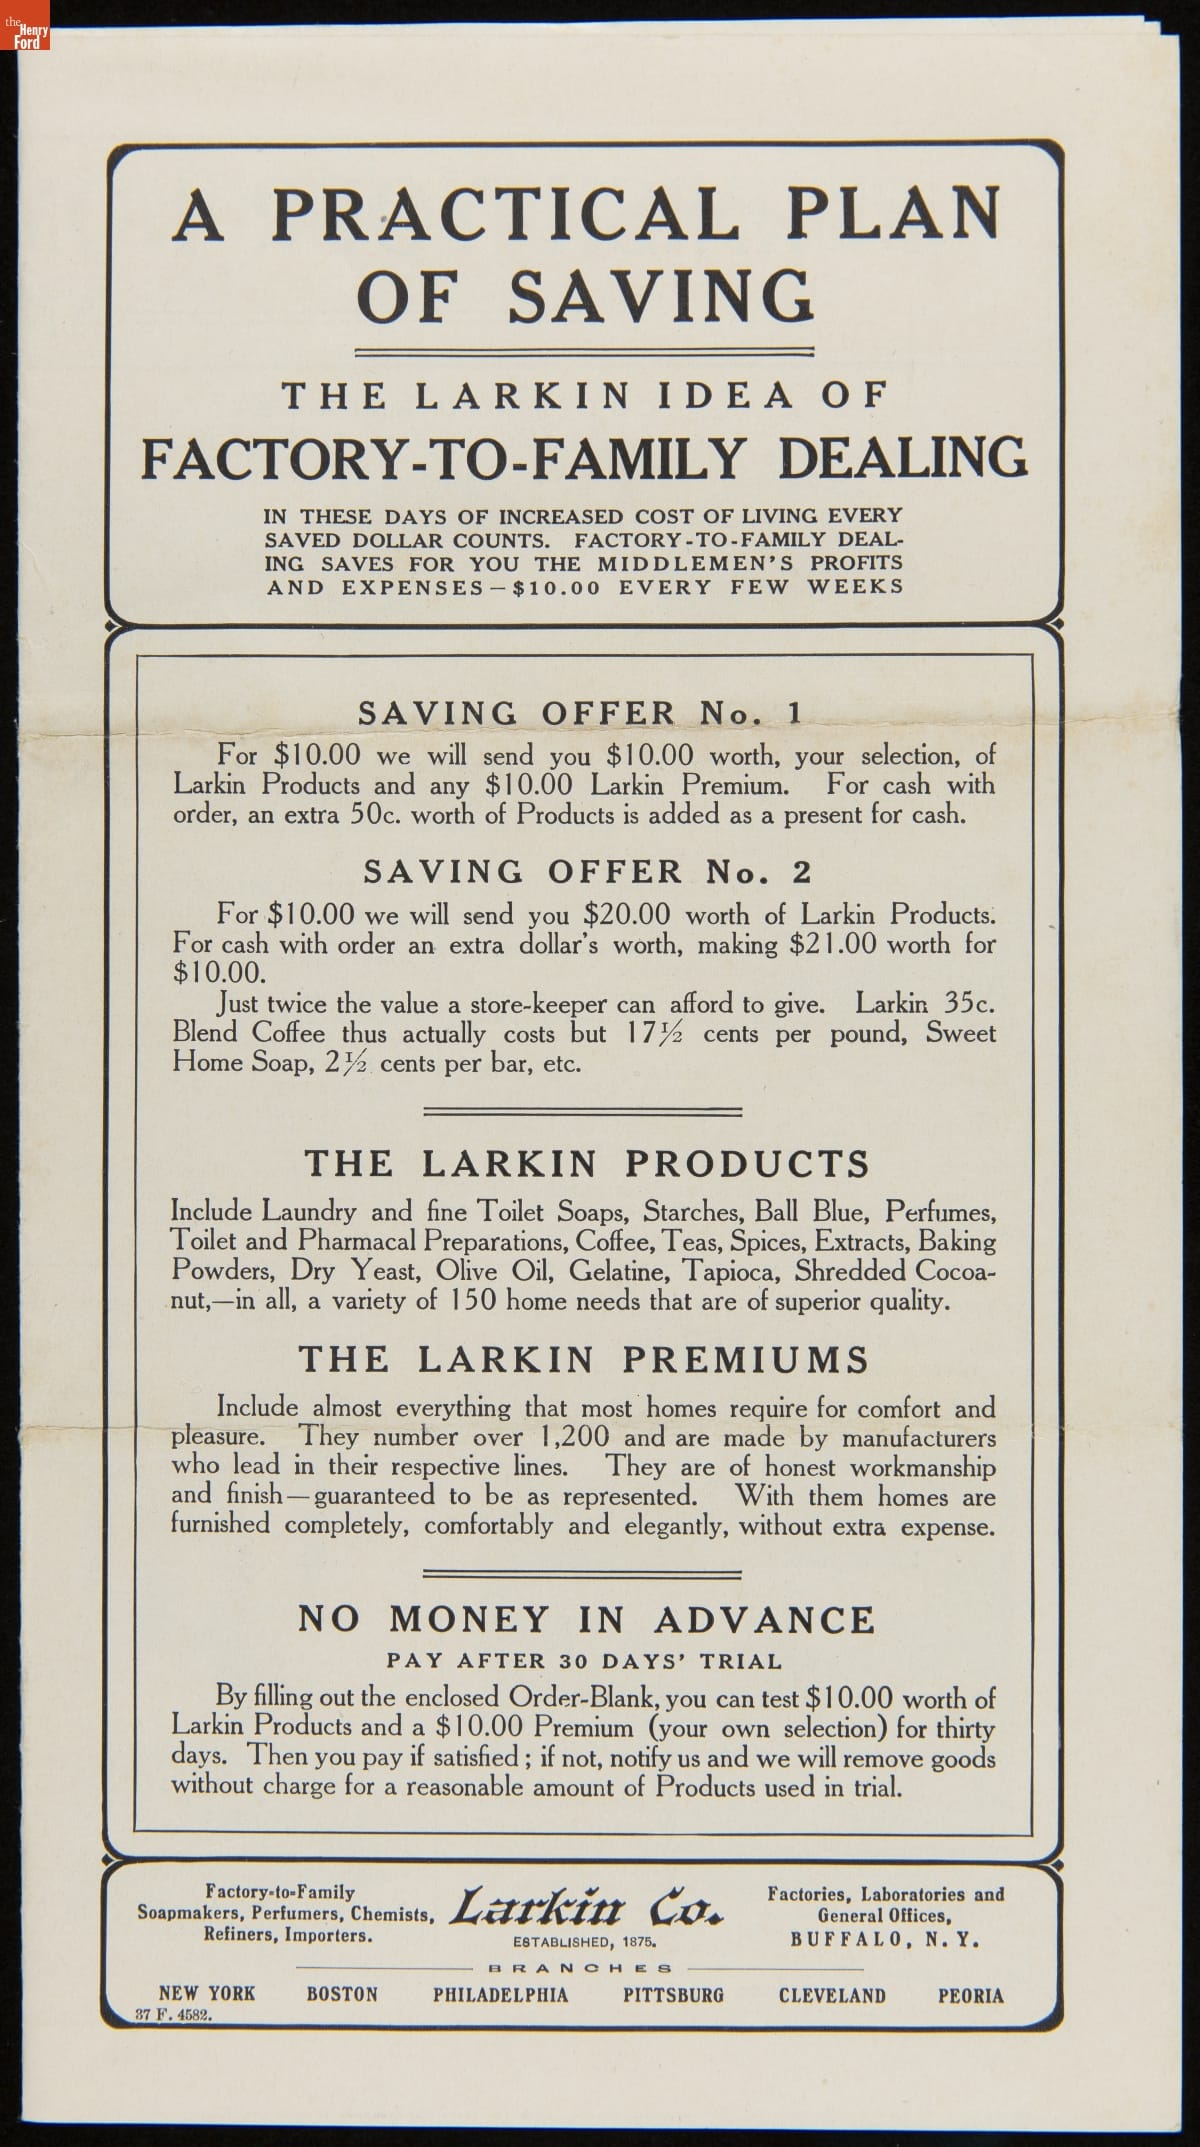 the
Henry
Ford
A PRACTICAL PLAN
OF SAVING
THE LARKIN IDEA OF
FACTORY-TO-FAMILY DEALING
IN THESE DAYS OF INCREASED COST OF LIVING EVERY
SAVED DOLLAR COUNTS. FACTORY-TO-FAMILY DEAL-
ING SAVES FOR YOU THE MIDDLEMEN'S PROFITS
AND EXPENSES—$10.00 EVERY FEW WEEKS
SAVING OFFER No. 1
For $10.00 we will send you $10.00 worth, your selection, of
Larkin Products and any $10.00 Larkin Premium. For cash with
order, an extra 50c. worth of Products is added as a present for cash.
SAVING OFFER No. 2
For $10.00 we will send you $20.00 worth of Larkin Products.
For cash with order an extra dollar's worth, making $21.00 worth for
$10.00.
Just twice the value a store-keeper can afford to give. Larkin 35c.
Blend Coffee thus actually costs but 17½ cents per pound, Sweet
Home Soap, 2½ cents per bar, etc.
THE LARKIN PRODUCTS
Include Laundry and fine Toilet Soaps, Starches, Ball Blue, Perfumes,
Toilet and Pharmacal Preparations, Coffee, Teas, Spices, Extracts, Baking
Powders, Dry Yeast, Olive Oil, Gelatine, Tapioca, Shredded Cocoa-
nut,—in all, a variety of 150 home needs that are of superior quality.
THE LARKIN PREMIUMS
Include almost everything that most homes require for comfort and
pleasure. They number over 1,200 and are made by manufacturers
who lead in their respective lines. They are of honest workmanship
and finish—guaranteed to be as represented. With them homes are
furnished completely, comfortably and elegantly, without extra expense.
NO MONEY IN ADVANCE
PAY AFTER 30 DAYS' TRIAL
By filling out the enclosed Order-Blank, you can test $10.00 worth of
Larkin Products and a $10.00 Premium (your own selection) for thirty
days. Then you pay if satisfied; if not, notify us and we will remove goods
without charge for a reasonable amount of Products used in trial.
Factory-to-Family
Soapmakers, Perfumers, Chemists,
Refiners, Importers.
Larkin Co.
ESTABLISHED, 1875.
Factories, Laboratories and
General Offices,
BUFFALO, N. Y.
BRANCHES
NEW YORK BOSTON PHILADELPHIA PITTSBURG CLEVELAND PEORIA
37 F. 4582.